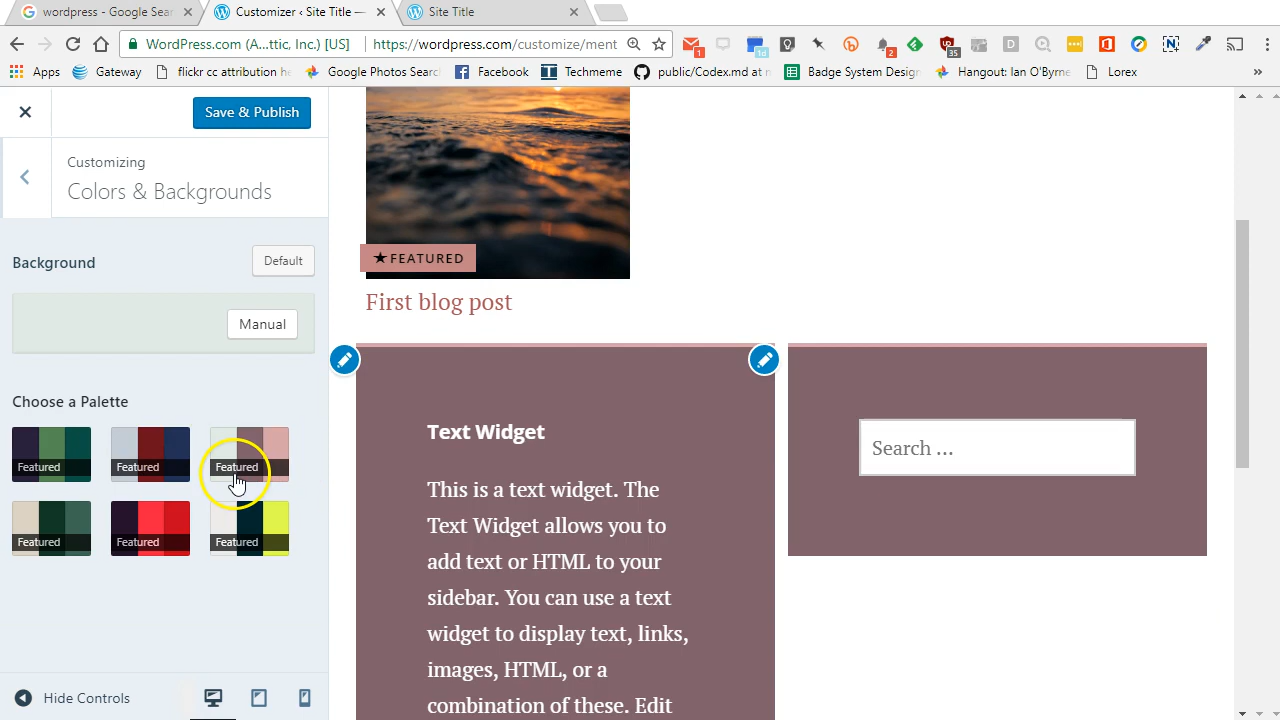 wordpress - Google Sear
Customizer ‹ Site Title —
Site Title
WordPress.com (A...ttic, Inc.) [US]
https://wordpress.com/customize/ment
1
1d
2
35
Apps
Gateway
flickr cc attribution h
Google Photos Searc
Facebook
Techmeme
public/Cookies.md at m
Badge System Design
Hangout: Ian O'Byrne
Lorex
»
Save & Publish
Customizing
Colors & Backgrounds
Background
Default
Manual
Choose a Palette
Featured
Featured
Featured
Featured
Featured
Featured
Hide Controls
★FEATURED
First blog post
Text Widget
This is a text widget. The
Text Widget allows you to
add text or HTML to your
sidebar. You can use a text
widget to display text, links,
images, HTML, or a
combination of these. Edit
Search ...